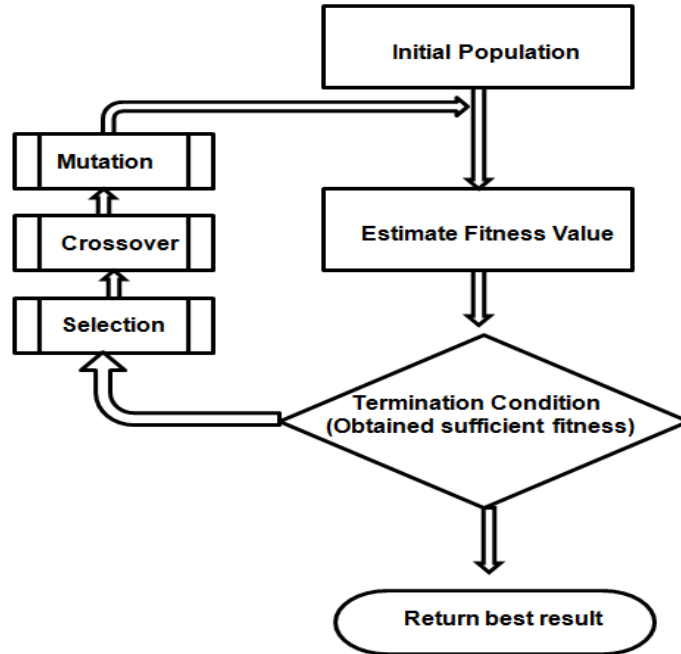 Initial Population
Mutation
Crossover
Selection
Estimate Fitness Value
Termination Condition
(Obtained sufficient fitness)
Return best result